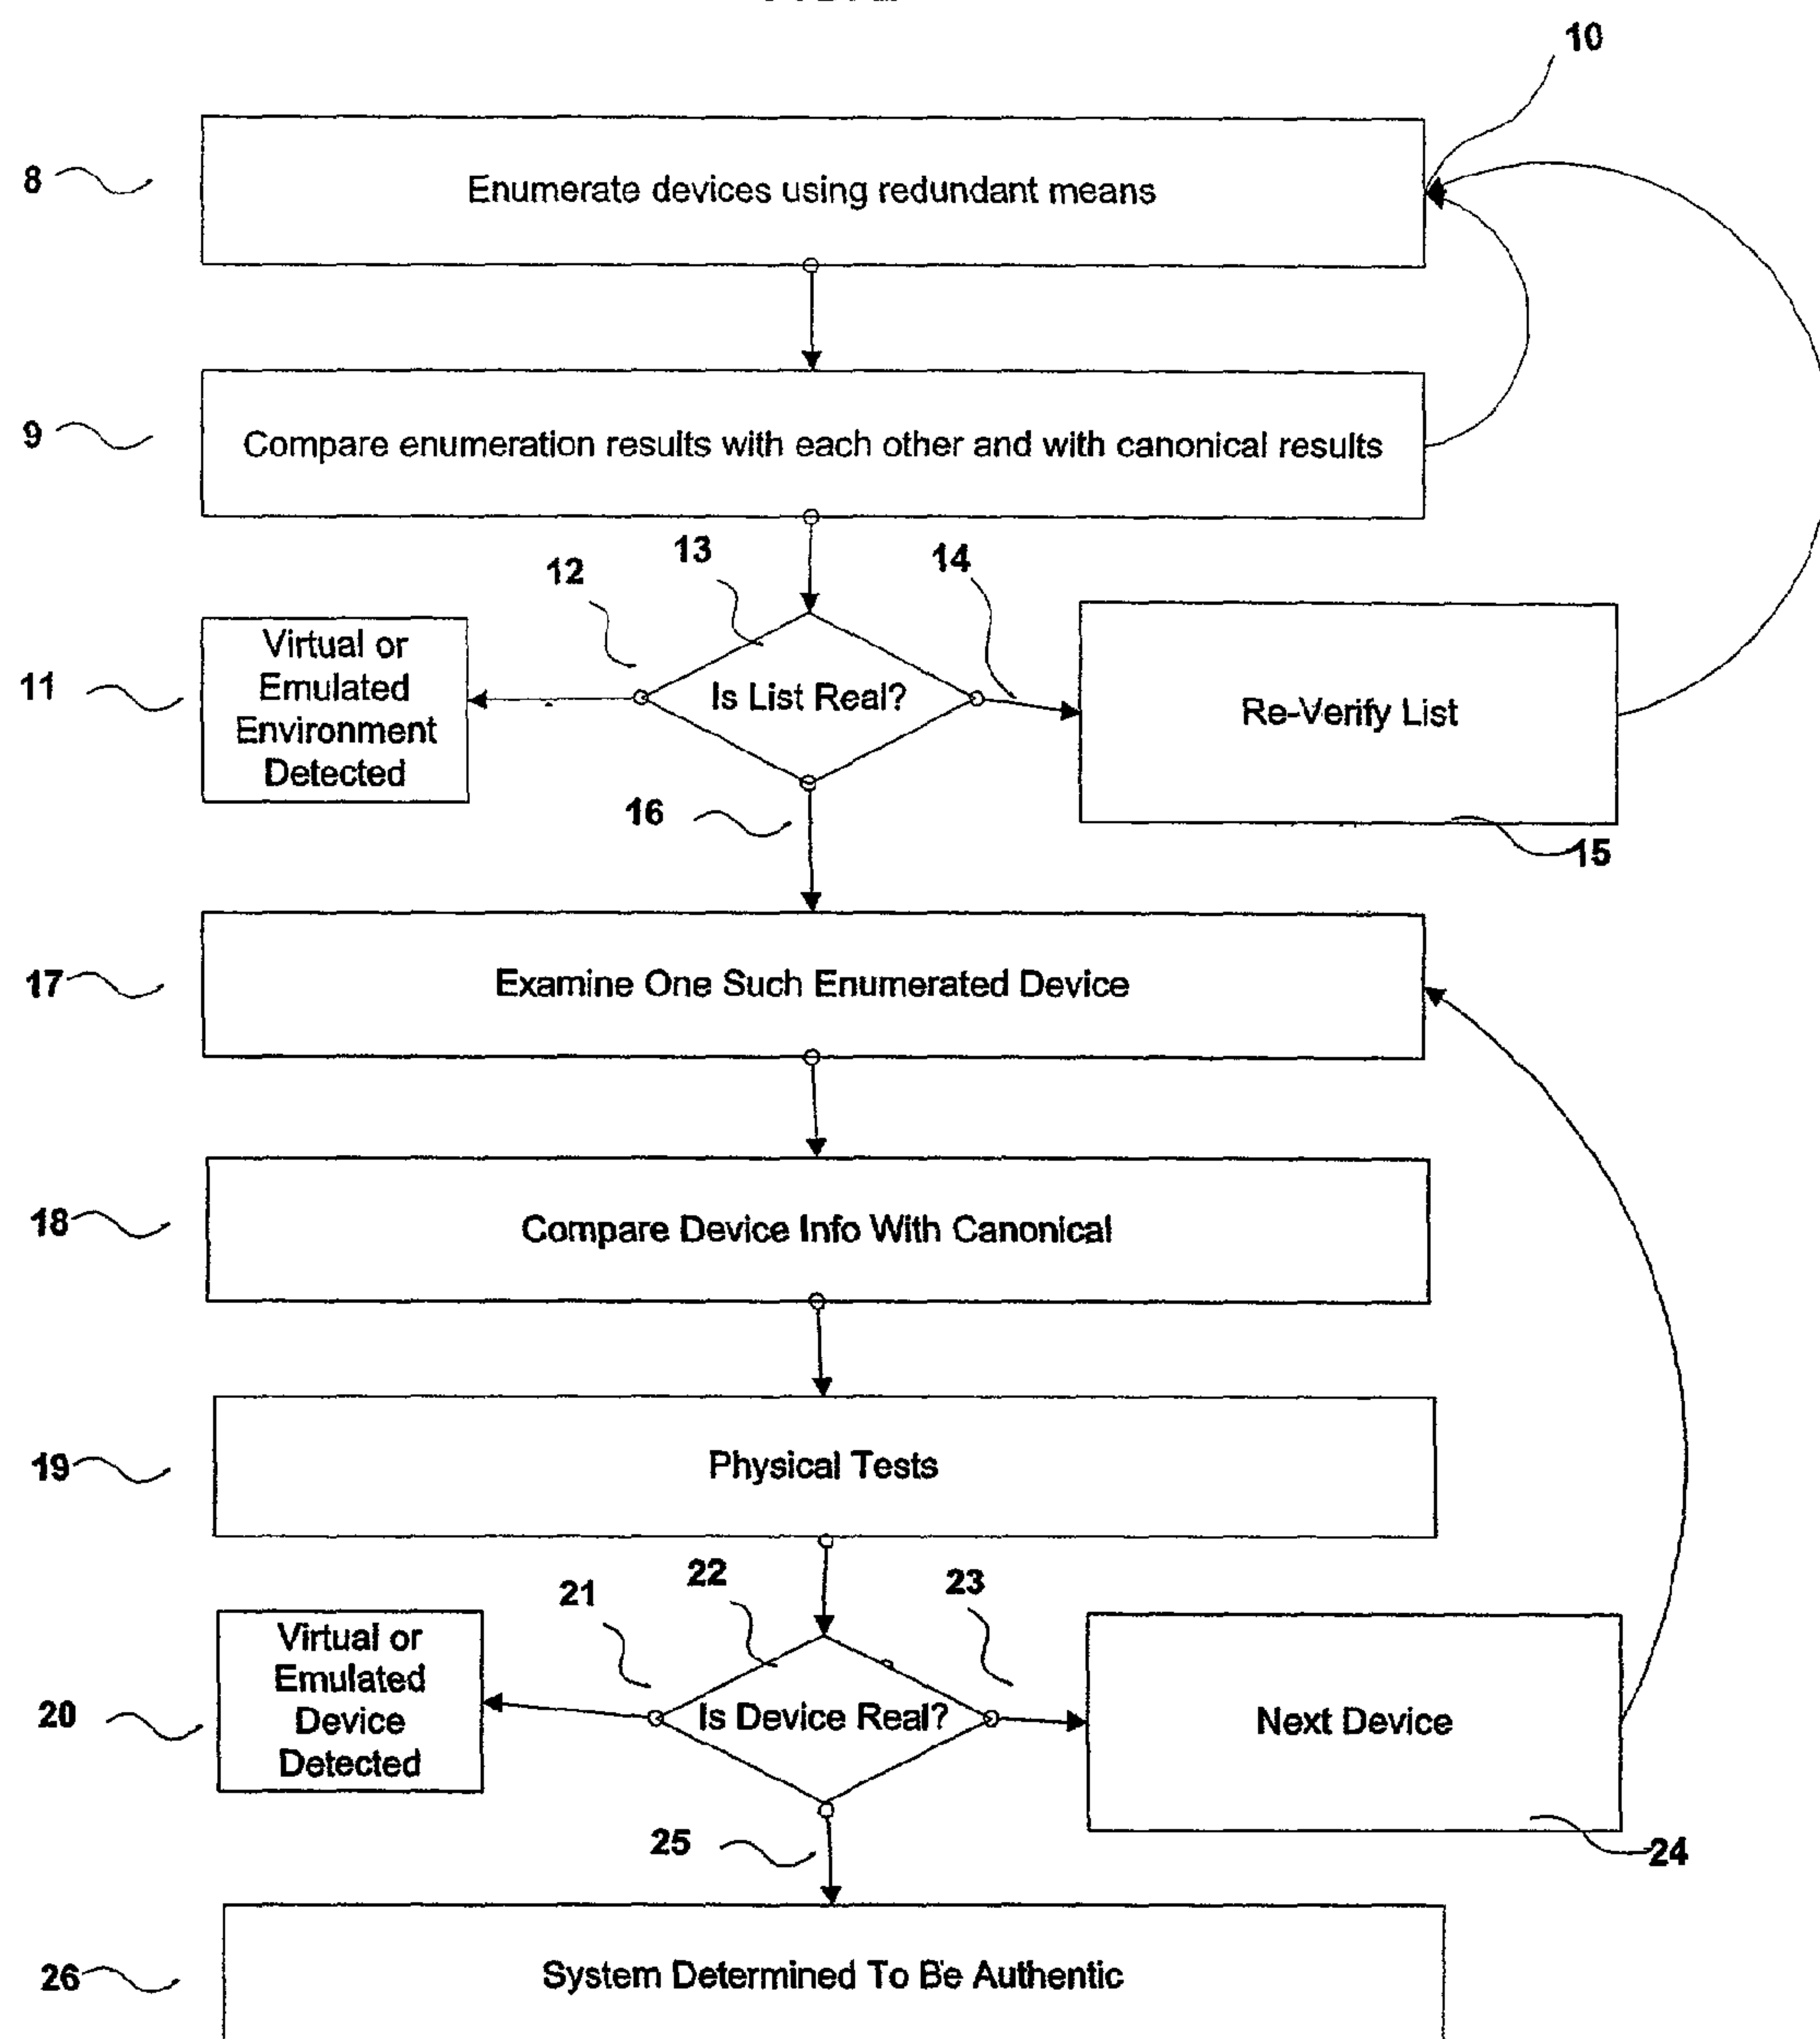 10
8
Enumerate devices using redundant means
9
Compare enumeration results with each other and with canonical results
12
13
14
11
Virtual or
Emulated
Environment
Detected
Is List Real?
Re-Verify List
16
15
17
Examine One Such Enumerated Device
18
Compare Device Info With Canonical
19
Physical Tests
21
22
23
20
Virtual or
Emulated
Device
Detected
Is Device Real?
Next Device
25
24
26
System Determined To Be Authentic